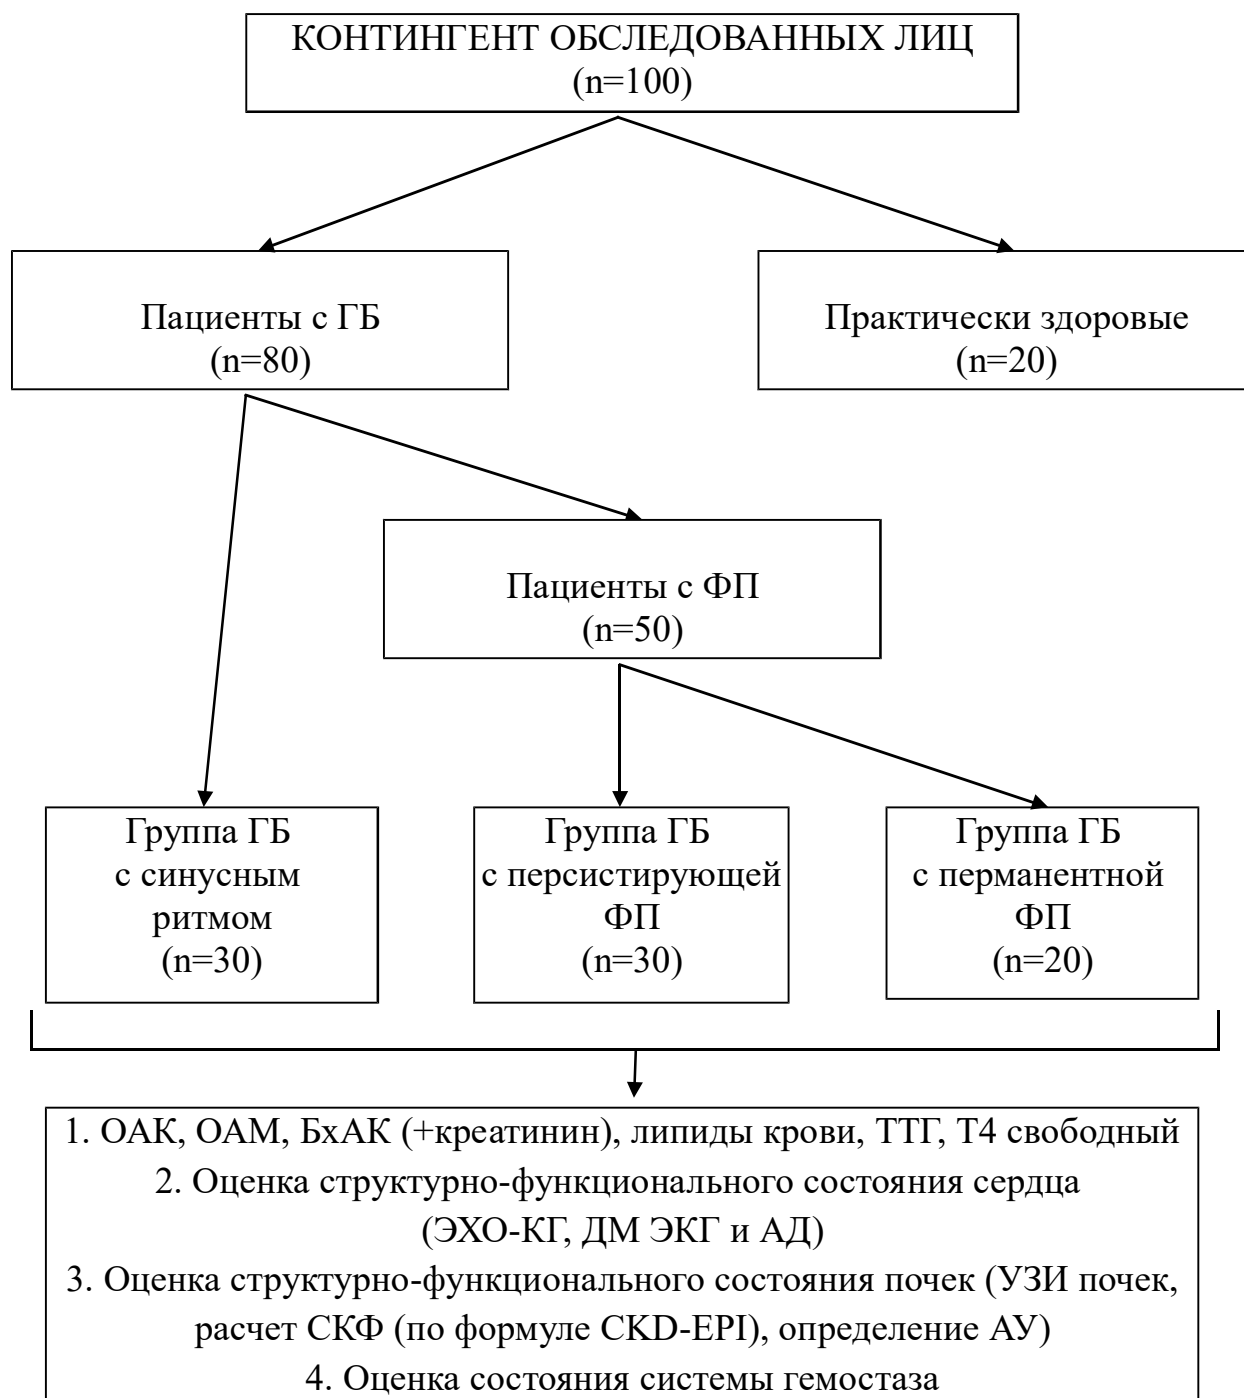 КОНТИНГЕНТ ОБСЛЕДОВАННЫХ ЛИЦ
(n=100)
Пациенты с ГБ
(n=80)
Практически здоровые
(n=20)
Пациенты с ФП
(n=50)
Группа ГБ
с синусным
ритмом
(n=30)
Группа ГБ
с персистирующей
ФП
(n=30)
Группа ГБ
с перманентной
ФП
(n=20)
1. ОАК, ОАМ, БхАК (+креатинин), липиды крови, ТТГ, Т4 свободный
2. Оценка структурно-функционального состояния сердца
(ЭХО-КГ, ДМ ЭКГ и АД)
3. Оценка структурно-функционального состояния почек (УЗИ почек,
расчет СКФ (по формуле CKD-EPI), определение АУ)
4. Оценка состояния системы гемостаза